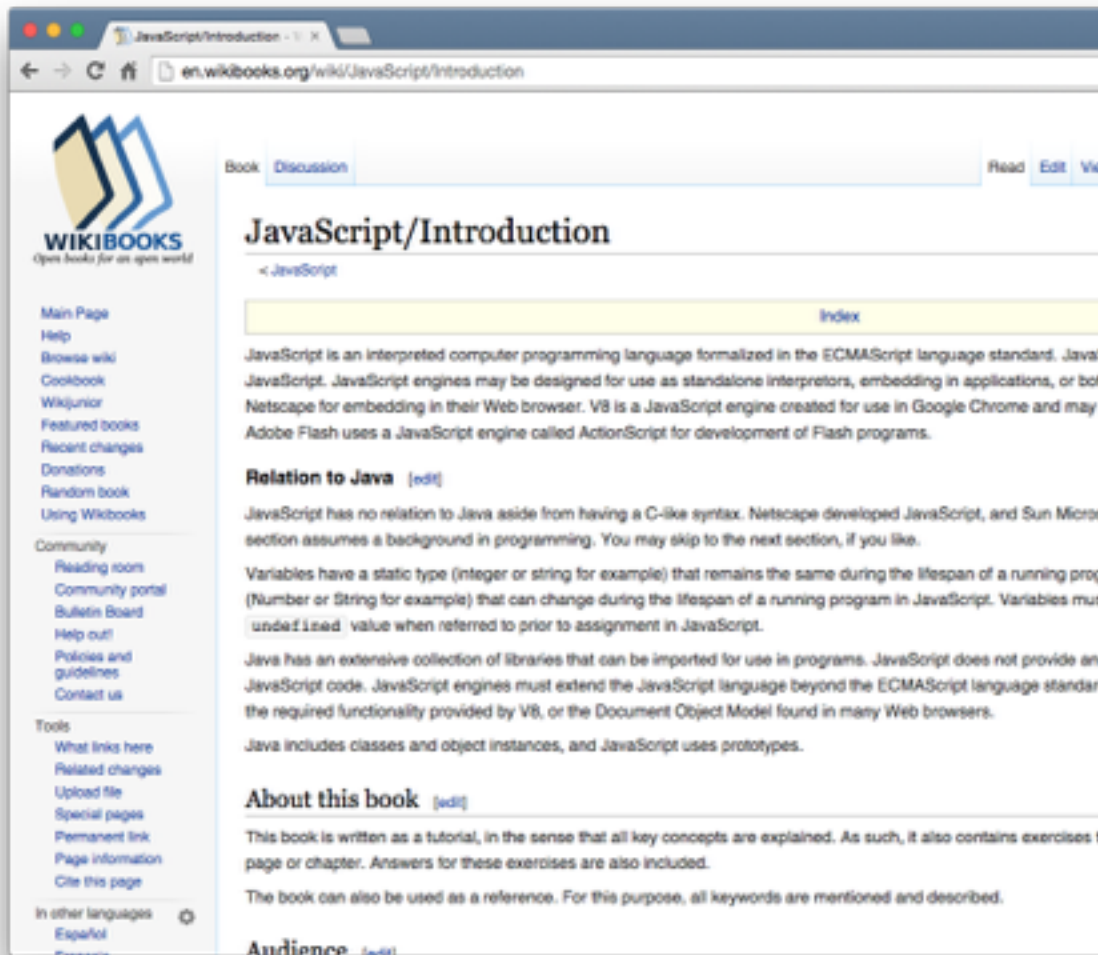 JavaScript/Introduction -
en.wikibooks.org/wiki/JavaScript/Introduction
WIKIBOOKS
Open books for an open world
Main Page
Help
Browse wiki
Cookbook
Wikijunior
Featured books
Recent changes
Donations
Random book
Using Wikibooks
Community
Reading room
Community portal
Bulletin Board
Help out!
Policies and
guidelines
Contact us
Tools
What links here
Related changes
Upload file
Special pages
Permanent link
Page information
Cite this page
In other languages
Español
Book Discussion
Read Edit
JavaScript/Introduction
< JavaScript
Index
JavaScript is an interpreted computer programming language formalized in the ECMAScript language standard.
JavaScript. JavaScript engines may be designed for use as standalone interpretors, embedding in applications, or
Netscape for embedding in their Web browser. V8 is a JavaScript engine created for use in Google Chrome and may
Adobe Flash uses a JavaScript engine called ActionScript for development of Flash programs.
Relation to Java [edit]
JavaScript has no relation to Java aside from having a C-like syntax. Netscape developed JavaScript, and Sun
section assumes a background in programming. You may skip to the next section, if you like.
Variables have a static type (integer or string for example) that remains the same during the lifespan of a running
(Number or String for example) that can change during the lifespan of a running program in JavaScript. Variables
undefined value when referred to prior to assignment in JavaScript.
Java has an extensive collection of libraries that can be imported for use in programs. JavaScript does not provide
JavaScript code. JavaScript engines must extend the JavaScript language beyond the ECMAScript language
the required functionality provided by V8, or the Document Object Model found in many Web browsers.
Java includes classes and object instances, and JavaScript uses prototypes.
About this book [edit]
This book is written as a tutorial, in the sense that all key concepts are explained. As such, it also contains exercises
page or chapter. Answers for these exercises are also included.
The book can also be used as a reference. For this purpose, all keywords are mentioned and described.
Audience [edit]